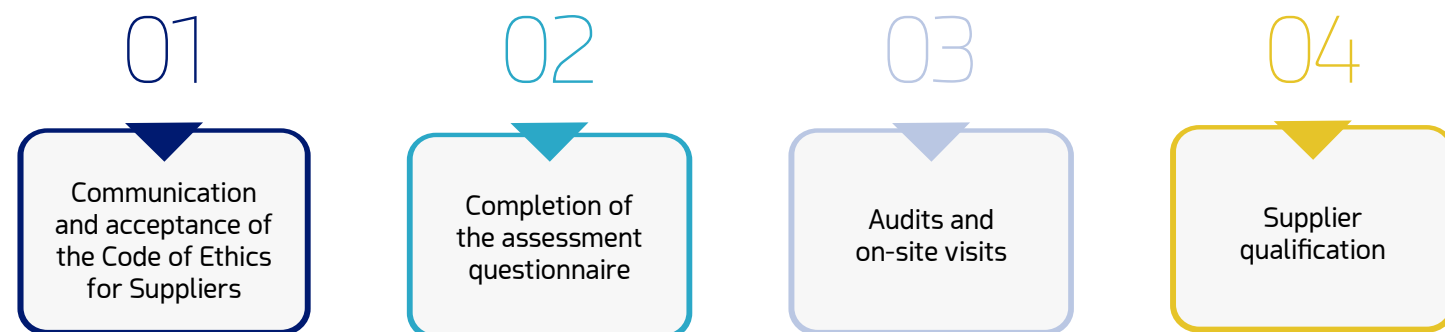 01
Communication
and acceptance of
the Code of Ethics
for Suppliers
02
Completion of
the assessment
questionnaire
03
Audits and
on-site visits
04
Supplier
qualification